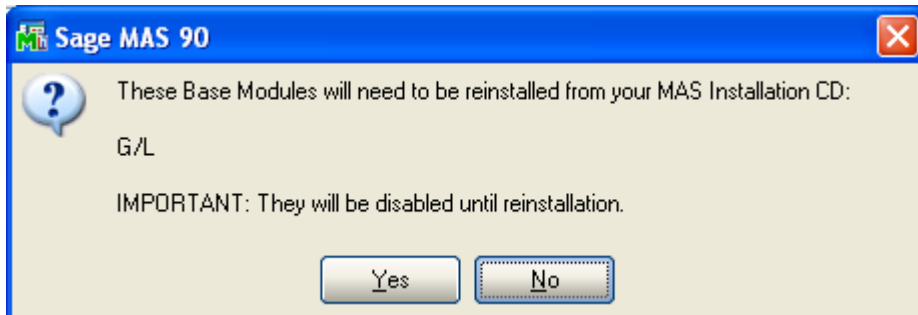 Sage MAS 90
These Base Modules will need to be reinstalled from your MAS Installation CD:
G/L
IMPORTANT: They will be disabled until reinstallation.
Yes
No